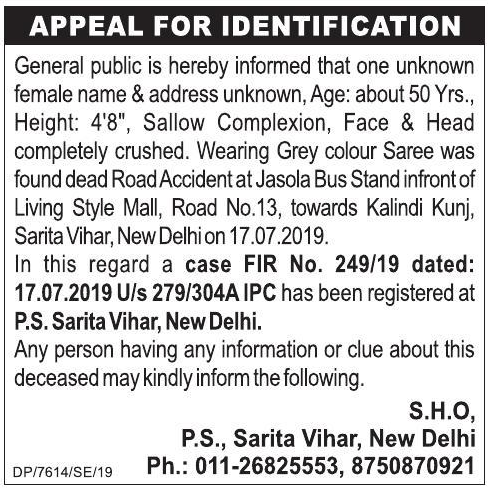 APPEAL FOR IDENTIFICATION
General public is hereby informed that one unknown
female name & address unknown, Age: about 50 Yrs.,
Height: 4'8", Sallow Complexion, Face & Head
completely crushed. Wearing Grey colour Saree was
found dead Road Accident at Jasola Bus Stand infront of
Living Style Mall, Road No.13, towards Kalindi Kunj,
Sarita Vihar, New Delhi on 17.07.2019.
In this regard a case FIR No. 249/19 dated:
17.07.2019 U/s 279/304A IPC has been registered at
P.S. Sarita Vihar, New Delhi.
Any person having any information or clue about this
deceased may kindly inform the following.
S.H.O,
P.S., Sarita Vihar, New Delhi
DP/7614/SE/19 Ph.: 011-26825553, 8750870921